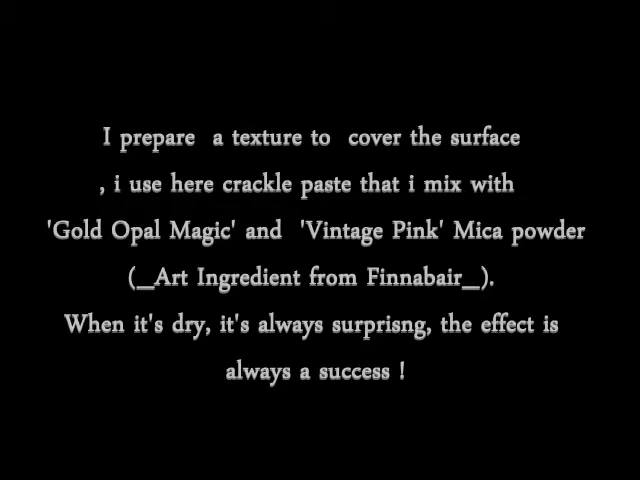 I prepare a texture to cover the surface
, i use here crackle paste that i mix with
'Gold Opal Magic' and 'Vintage Pink' Mica powder
(_Art Ingredient from Finnabair_).
When it's dry, it's always surprisng, the effect is
always a success !